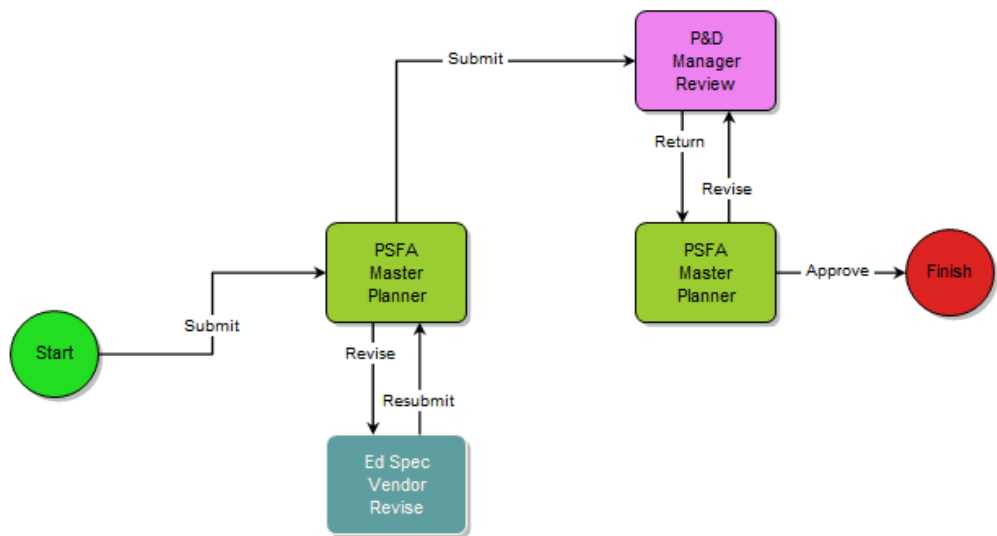 P&D
Manager
Review
Submit
Return
Revise
PSFA
Master
Planner
PSFA
Master
Planner
Approve
Finish
Submit
Start
Revise
Resubmit
Ed Spec
Vendor
Revise